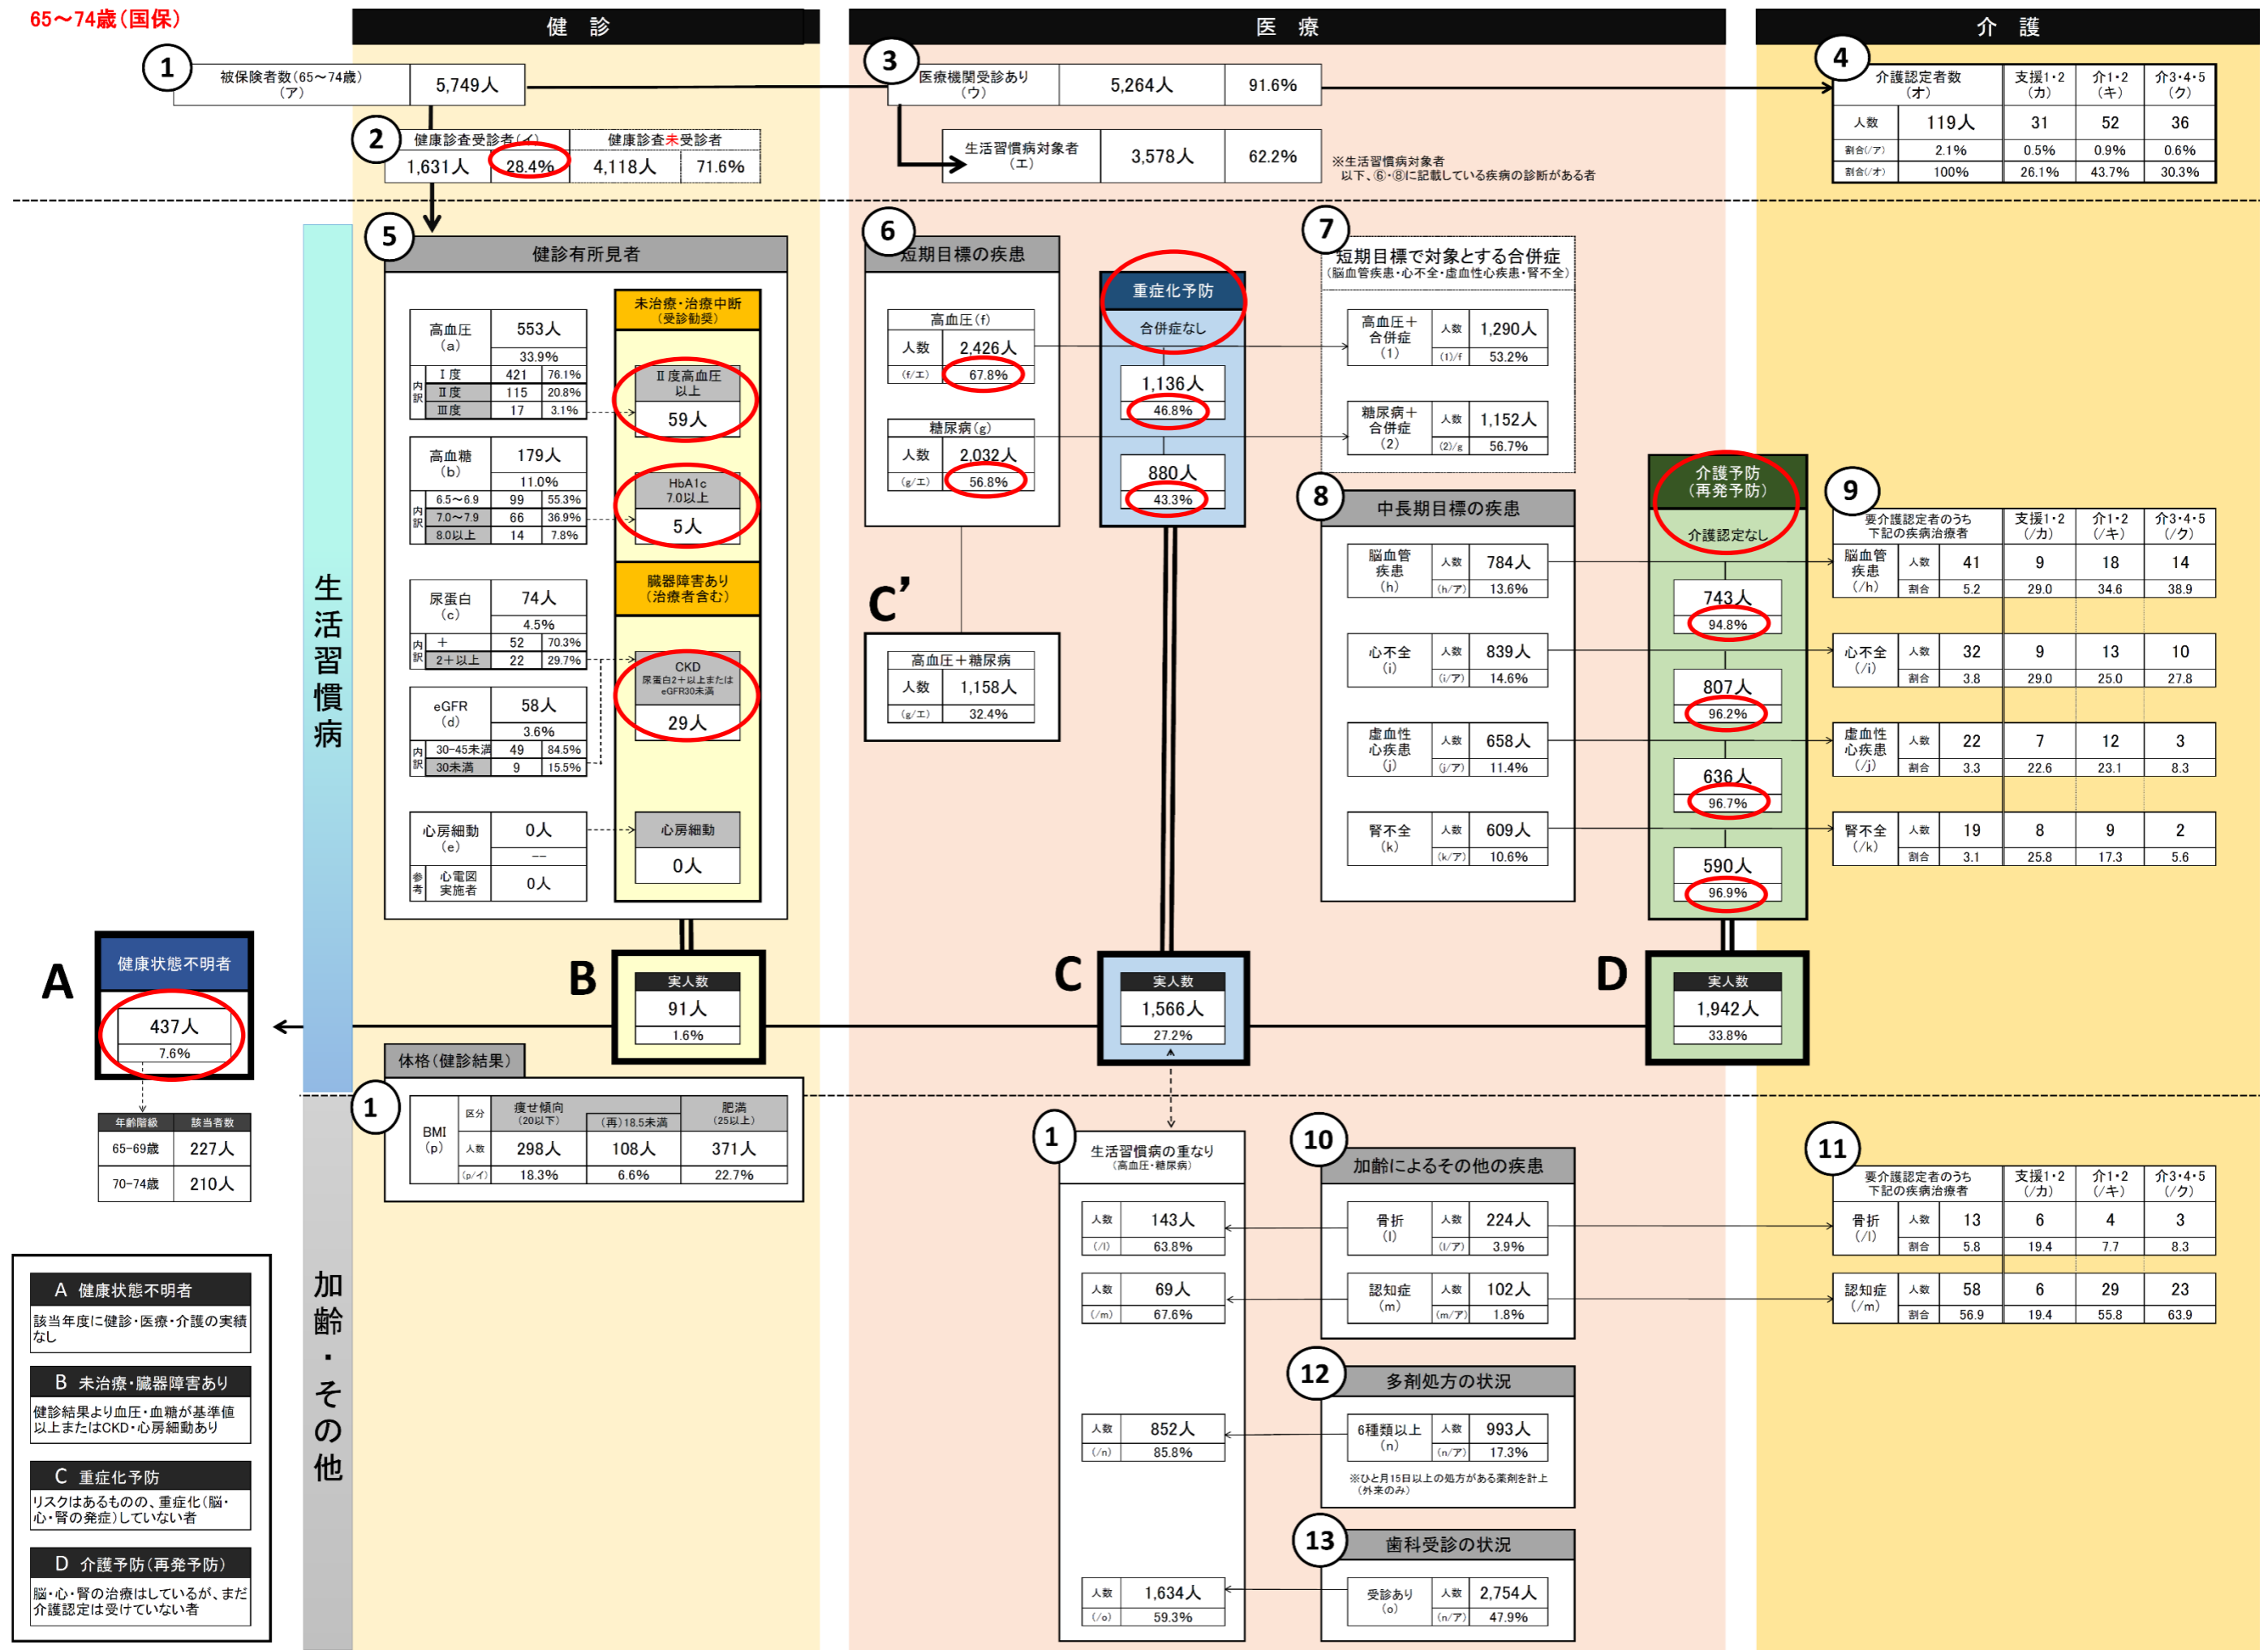 65～74歳（国保）
健 診
医 療
介 護
1
被保険者数（65～74歳）
（ア）
5,749人
2
健康診査受診者（イ）
健康診査未受診者
1,631人
28.4%
4,118人
71.6%
3
医療機関受診あり
（ウ）
5,264人
91.6%
生活習慣病対象者
（エ）
3,578人
62.2%
※生活習慣病対象者
以下、⑥・⑧に記載している疾病の診断がある者
4
介護認定者数
（オ）
支援1・2
（カ）
介1・2
（キ）
介3・4・5
（ク）
人数 119人 31 52 36
割合(/ア) 2.1% 0.5% 0.9% 0.6%
割合(/オ) 100% 26.1% 43.7% 30.3%
生活習慣病
5
健診有所見者
高血圧
（a）
553人
33.9%
内訳
Ⅰ度 421 76.1%
Ⅱ度 115 20.8%
Ⅲ度 17 3.1%
高血糖
（b）
179人
11.0%
内訳
6.5～6.9 99 55.3%
7.0～7.9 66 36.9%
8.0以上 14 7.8%
尿蛋白
（c）
74人
4.5%
内訳
＋ 52 70.3%
2＋以上 22 29.7%
eGFR
（d）
58人
3.6%
内訳
30-45未満 49 84.5%
30未満 9 15.5%
心房細動
（e）
0人
--
参考
心電図
実施者
0人
未治療・治療中断
（受診勧奨）
Ⅱ度高血圧
以上
59人
HbA1c
7.0以上
5人
臓器障害あり
（治療者含む）
CKD
尿蛋白2＋以上または
eGFR30未満
29人
心房細動
0人
6
短期目標の疾患
高血圧(f)
人数 2,426人
(f/エ) 67.8%
糖尿病(g)
人数 2,032人
(g/エ) 56.8%
C’
高血圧＋糖尿病
人数 1,158人
(g/エ) 32.4%
重症化予防
合併症なし
1,136人
46.8%
880人
43.3%
7
短期目標で対象とする合併症
（脳血管疾患・心不全・虚血性心疾患・腎不全）
高血圧＋
合併症
（1）
人数 1,290人
(1)/f 53.2%
糖尿病＋
合併症
（2）
人数 1,152人
(2)/g 56.7%
8
中長期目標の疾患
脳血管
疾患
（h）
人数 784人
(h/ア) 13.6%
心不全
（i）
人数 839人
(i/ア) 14.6%
虚血性
心疾患
（j）
人数 658人
(j/ア) 11.4%
腎不全
（k）
人数 609人
(k/ア) 10.6%
介護予防
（再発予防）
介護認定なし
743人
94.8%
807人
96.2%
636人
96.7%
590人
96.9%
9
要介護認定者のうち
下記の疾病治療者
支援1・2
（/カ）
介1・2
（/キ）
介3・4・5
（/ク）
脳血管
疾患
（/h）
人数 41 9 18 14
割合 5.2 29.0 34.6 38.9
心不全
（/i）
人数 32 9 13 10
割合 3.8 29.0 25.0 27.8
虚血性
心疾患
（/j）
人数 22 7 12 3
割合 3.3 22.6 23.1 8.3
腎不全
（/k）
人数 19 8 9 2
割合 3.1 25.8 17.3 5.6
A
健康状態不明者
437人
7.6%
年齢階級 該当者数
65-69歳 227人
70-74歳 210人
B
実人数
91人
1.6%
C
実人数
1,566人
27.2%
D
実人数
1,942人
33.8%
加齢・その他
体格（健診結果）
1
BMI
（p）
区分
痩せ傾向
（20以下）
（再）18.5未満
肥満
（25以上）
人数 298人 108人 371人
(p/イ) 18.3% 6.6% 22.7%
1
生活習慣病の重なり
（高血圧・糖尿病）
人数 143人
(/l) 63.8%
人数 69人
(/m) 67.6%
人数 852人
(/n) 85.8%
人数 1,634人
(/o) 59.3%
10
加齢によるその他の疾患
骨折
（l）
人数 224人
(l/ア) 3.9%
認知症
（m）
人数 102人
(m/ア) 1.8%
11
要介護認定者のうち
下記の疾病治療者
支援1・2
（/カ）
介1・2
（/キ）
介3・4・5
（/ク）
骨折
（/l）
人数 13 6 4 3
割合 5.8 19.4 7.7 8.3
認知症
（/m）
人数 58 6 29 23
割合 56.9 19.4 55.8 63.9
12
多剤処方の状況
6種類以上
（n）
人数 993人
(n/ア) 17.3%
※ひと月15日以上の処方がある薬剤を計上
（外来のみ）
13
歯科受診の状況
受診あり
（o）
人数 2,754人
(n/ア) 47.9%
A 健康状態不明者
該当年度に健診・医療・介護の実績
なし
B 未治療・臓器障害あり
健診結果より血圧・血糖が基準値
以上またはCKD・心房細動あり
C 重症化予防
リスクはあるものの、重症化（脳・
心・腎の発症）していない者
D 介護予防（再発予防）
脳・心・腎の治療はしているが、まだ
介護認定は受けていない者